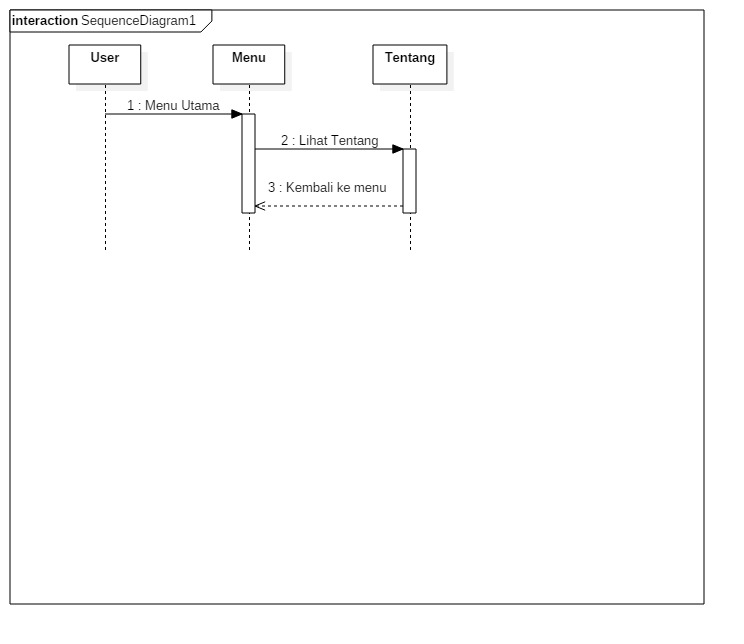 interaction SequenceDiagram1
User
Menu
Tentang
1 : Menu Utama
2 : Lihat Tentang
3 : Kembali ke menu